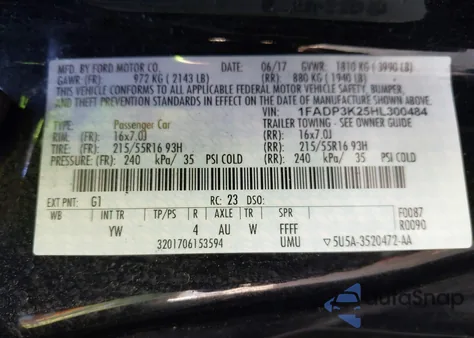 MFD. BY FORD MOTOR CO. DATE: 06/17 GVWR: 1810 KG (3990 LB)
GAWR: (FR): 972 KG (2143 LB) (RR): 880 KG (1940 LB)
THIS VEHICLE CONFORMS TO ALL APPLICABLE FEDERAL
MOTOR VEHICLE SAFETY, BUMPER,
AND THEFT PREVENTION STANDARDS IN EFFECT ON THE DATE OF MANUFACTURE SHOWN ABOVE.
VIN: 1FADP3K25HL300484
TYPE: Passenger Car TRAILER TOWING - SEE OWNER GUIDE
RIM: (FR): 16x7.0J (RR): 16x7.0J
TIRE: (FR): 215/55R16 93H (RR): 215/55R16 93H
PRESSURE: (FR): 240 kPa/ 35 PSI COLD (RR): 240 kPa/ 35 PSI COLD
EXT PNT: G1 RC: 23 DSO:
WB INT TR TP/PS R AXLE TR SPR F0087
YW 4 AU W FFFF R0090
3201706153594 UMU ▽5U5A-3520472-AA
AutoSnap